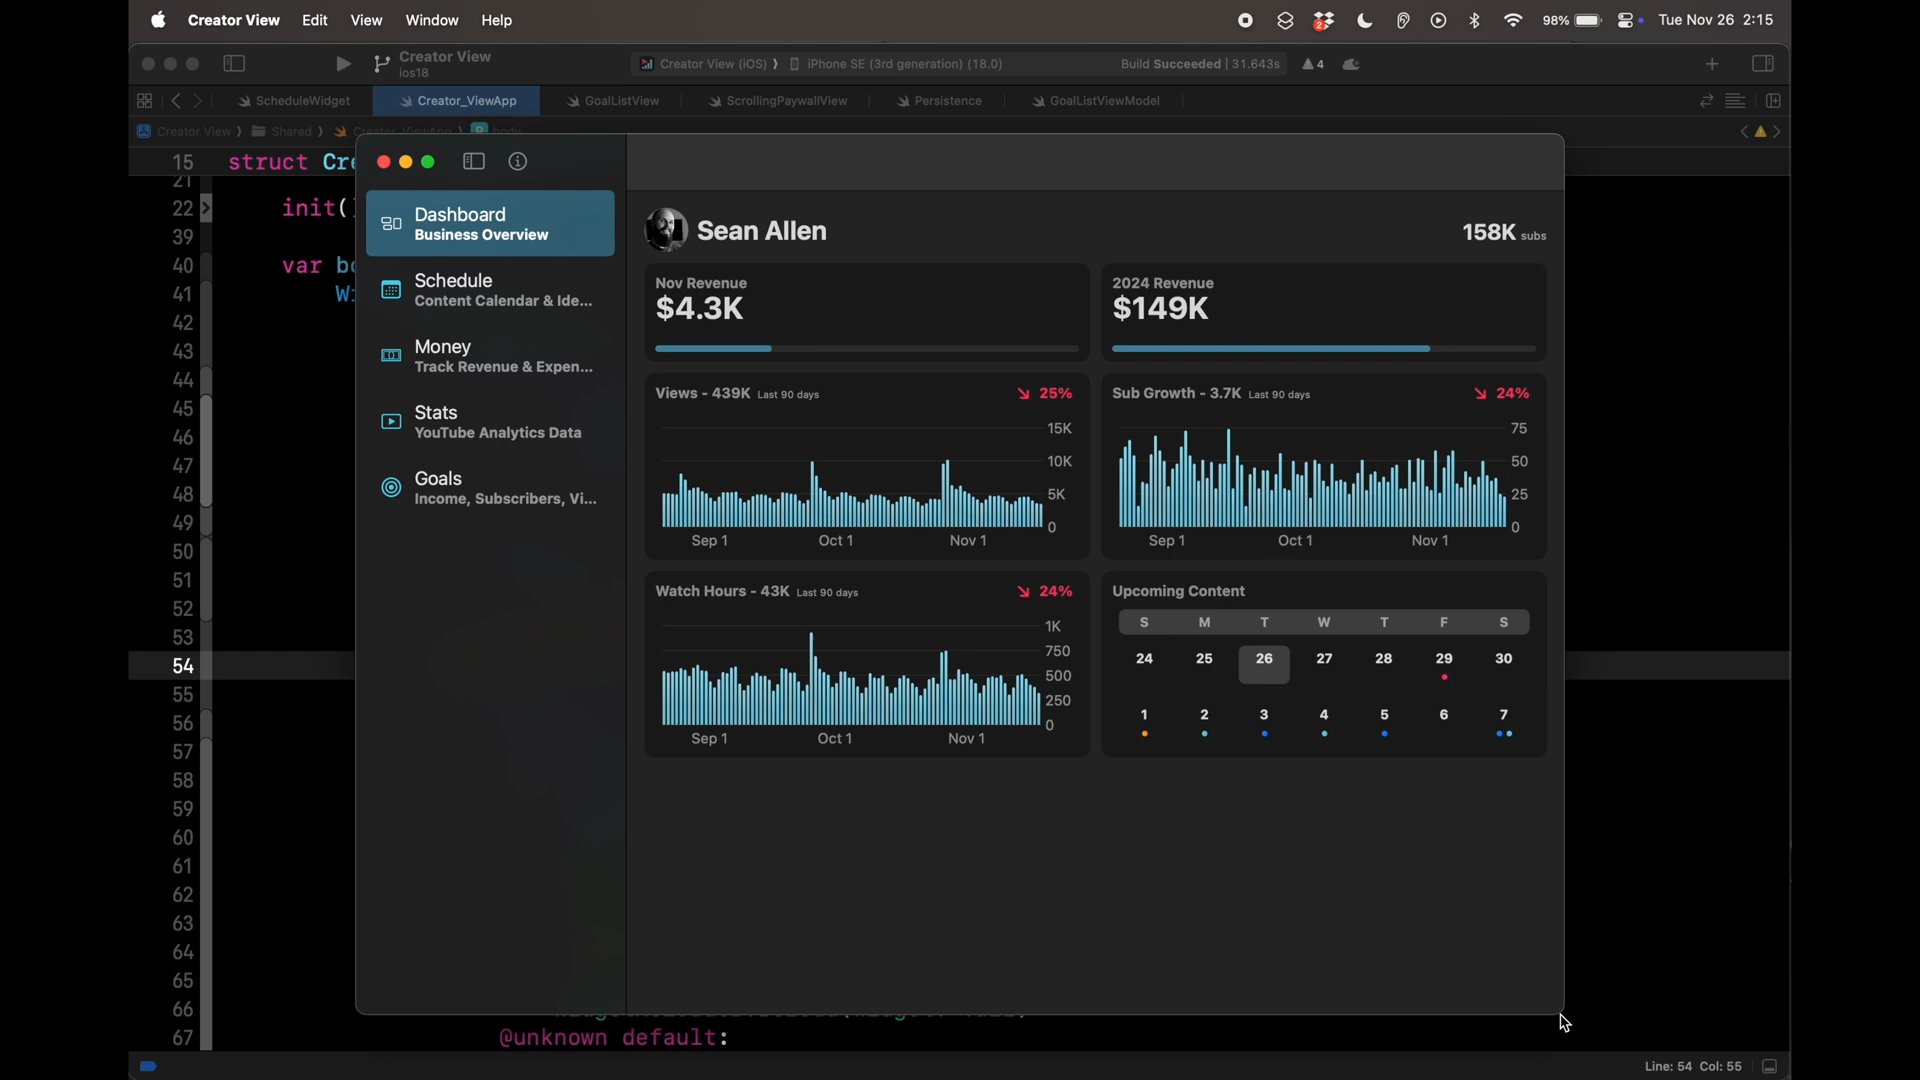 Creator View Edit View Window Help
2
98%
Tue Nov 26 2:15
Creator View
ios18
Creator View (iOS) ⟩ iPhone SE (3rd generation) (18.0)
Build Succeeded | 31.643s
4
ScheduleWidget
Creator_ViewApp
GoalListView
ScrollingPaywallView
Persistence
GoalListViewModel
Creator View ⟩ Shared ⟩ Creator_ViewApp ⟩ P body
15 struct Cre
21
22 init()
39
40 var bo
41 Wi
42
43
44
45
46
47
48
49
50
51
52
53
54
55
56
57
58
59
60
61
62
63
64
65
66
67 @unknown default:
Dashboard
Business Overview
Schedule
Content Calendar & Ide...
Money
Track Revenue & Expen...
Stats
YouTube Analytics Data
Goals
Income, Subscribers, Vi...
Sean Allen
158K subs
Nov Revenue
$4.3K
2024 Revenue
$149K
Views - 439K Last 90 days
25%
15K
10K
5K
0
Sep 1 Oct 1 Nov 1
Sub Growth - 3.7K Last 90 days
24%
75
50
25
0
Sep 1 Oct 1 Nov 1
Watch Hours - 43K Last 90 days
24%
1K
750
500
250
0
Sep 1 Oct 1 Nov 1
Upcoming Content
S M T W T F S
24 25 26 27 28 29 30
1 2 3 4 5 6 7
Line: 54 Col: 55